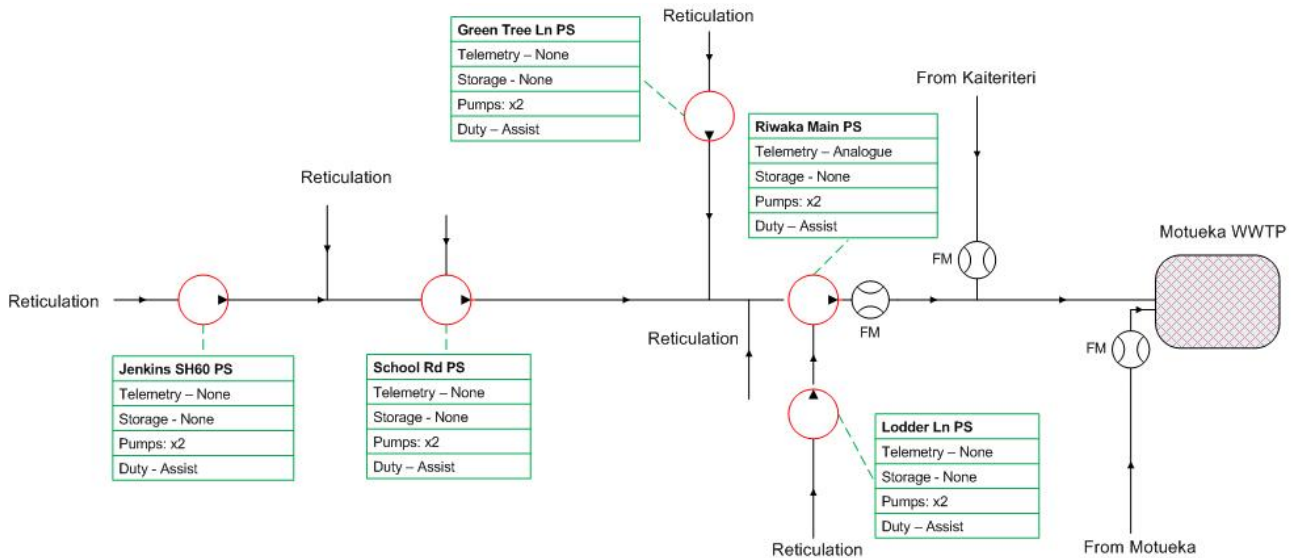 Reticulation
Green Tree Ln PS
Telemetry – None
Storage - None
Pumps: x2
Duty – Assist
From Kaiteriteri
Riwaka Main PS
Telemetry – Analogue
Storage - None
Pumps: x2
Duty – Assist
Reticulation
Motueka WWTP
FM
Reticulation
FM
Reticulation
FM
Jenkins SH60 PS
Telemetry – None
Storage - None
Pumps: x2
Duty - Assist
School Rd PS
Telemetry – None
Storage - None
Pumps: x2
Duty – Assist
Lodder Ln PS
Telemetry – None
Storage - None
Pumps: x2
Duty – Assist
Reticulation
From Motueka